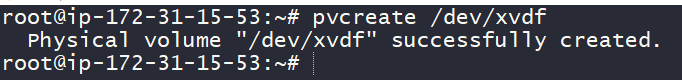 root@ip-172-31-15-53:~# pvcreate /dev/xvdf
  Physical volume "/dev/xvdf" successfully created.
root@ip-172-31-15-53:~#